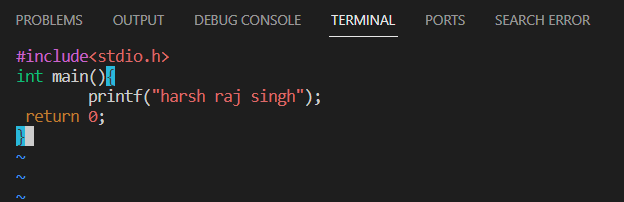 PROBLEMS OUTPUT DEBUG CONSOLE TERMINAL PORTS SEARCH ERROR
#include<stdio.h>
int main(){
        printf("harsh raj singh");
 return 0;
}
~
~
~